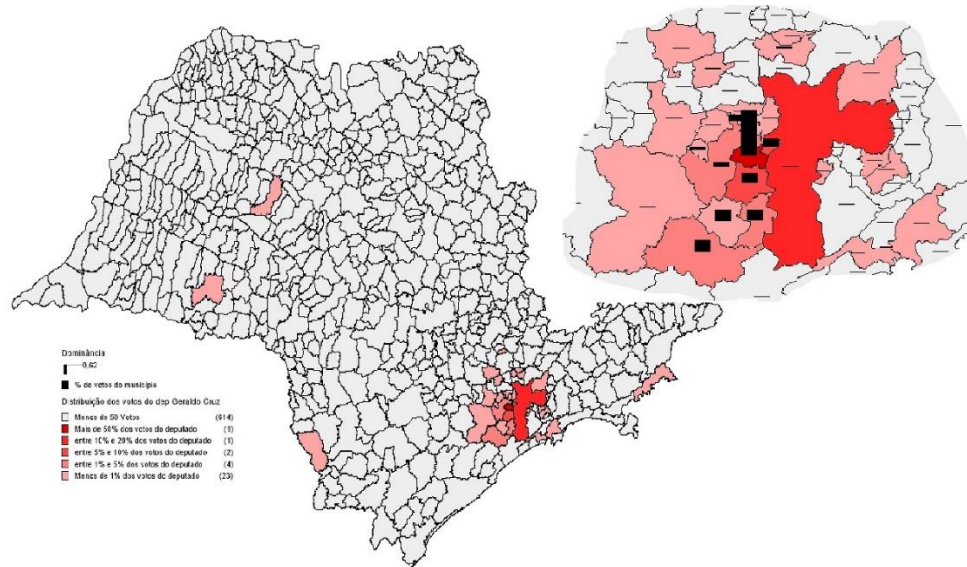 Dominância
0,62
% de votos do município
Distribuição dos votos do dep Geraldo Cruz
Menos de 50 Votos (614)
Mais de 50% dos votos do deputado (1)
entre 10% e 20% dos votos do deputado (1)
entre 5% e 10% dos votos do deputado (2)
entre 1% e 5% dos votos do deputado (4)
Menos de 1% dos votos do deputado (23)